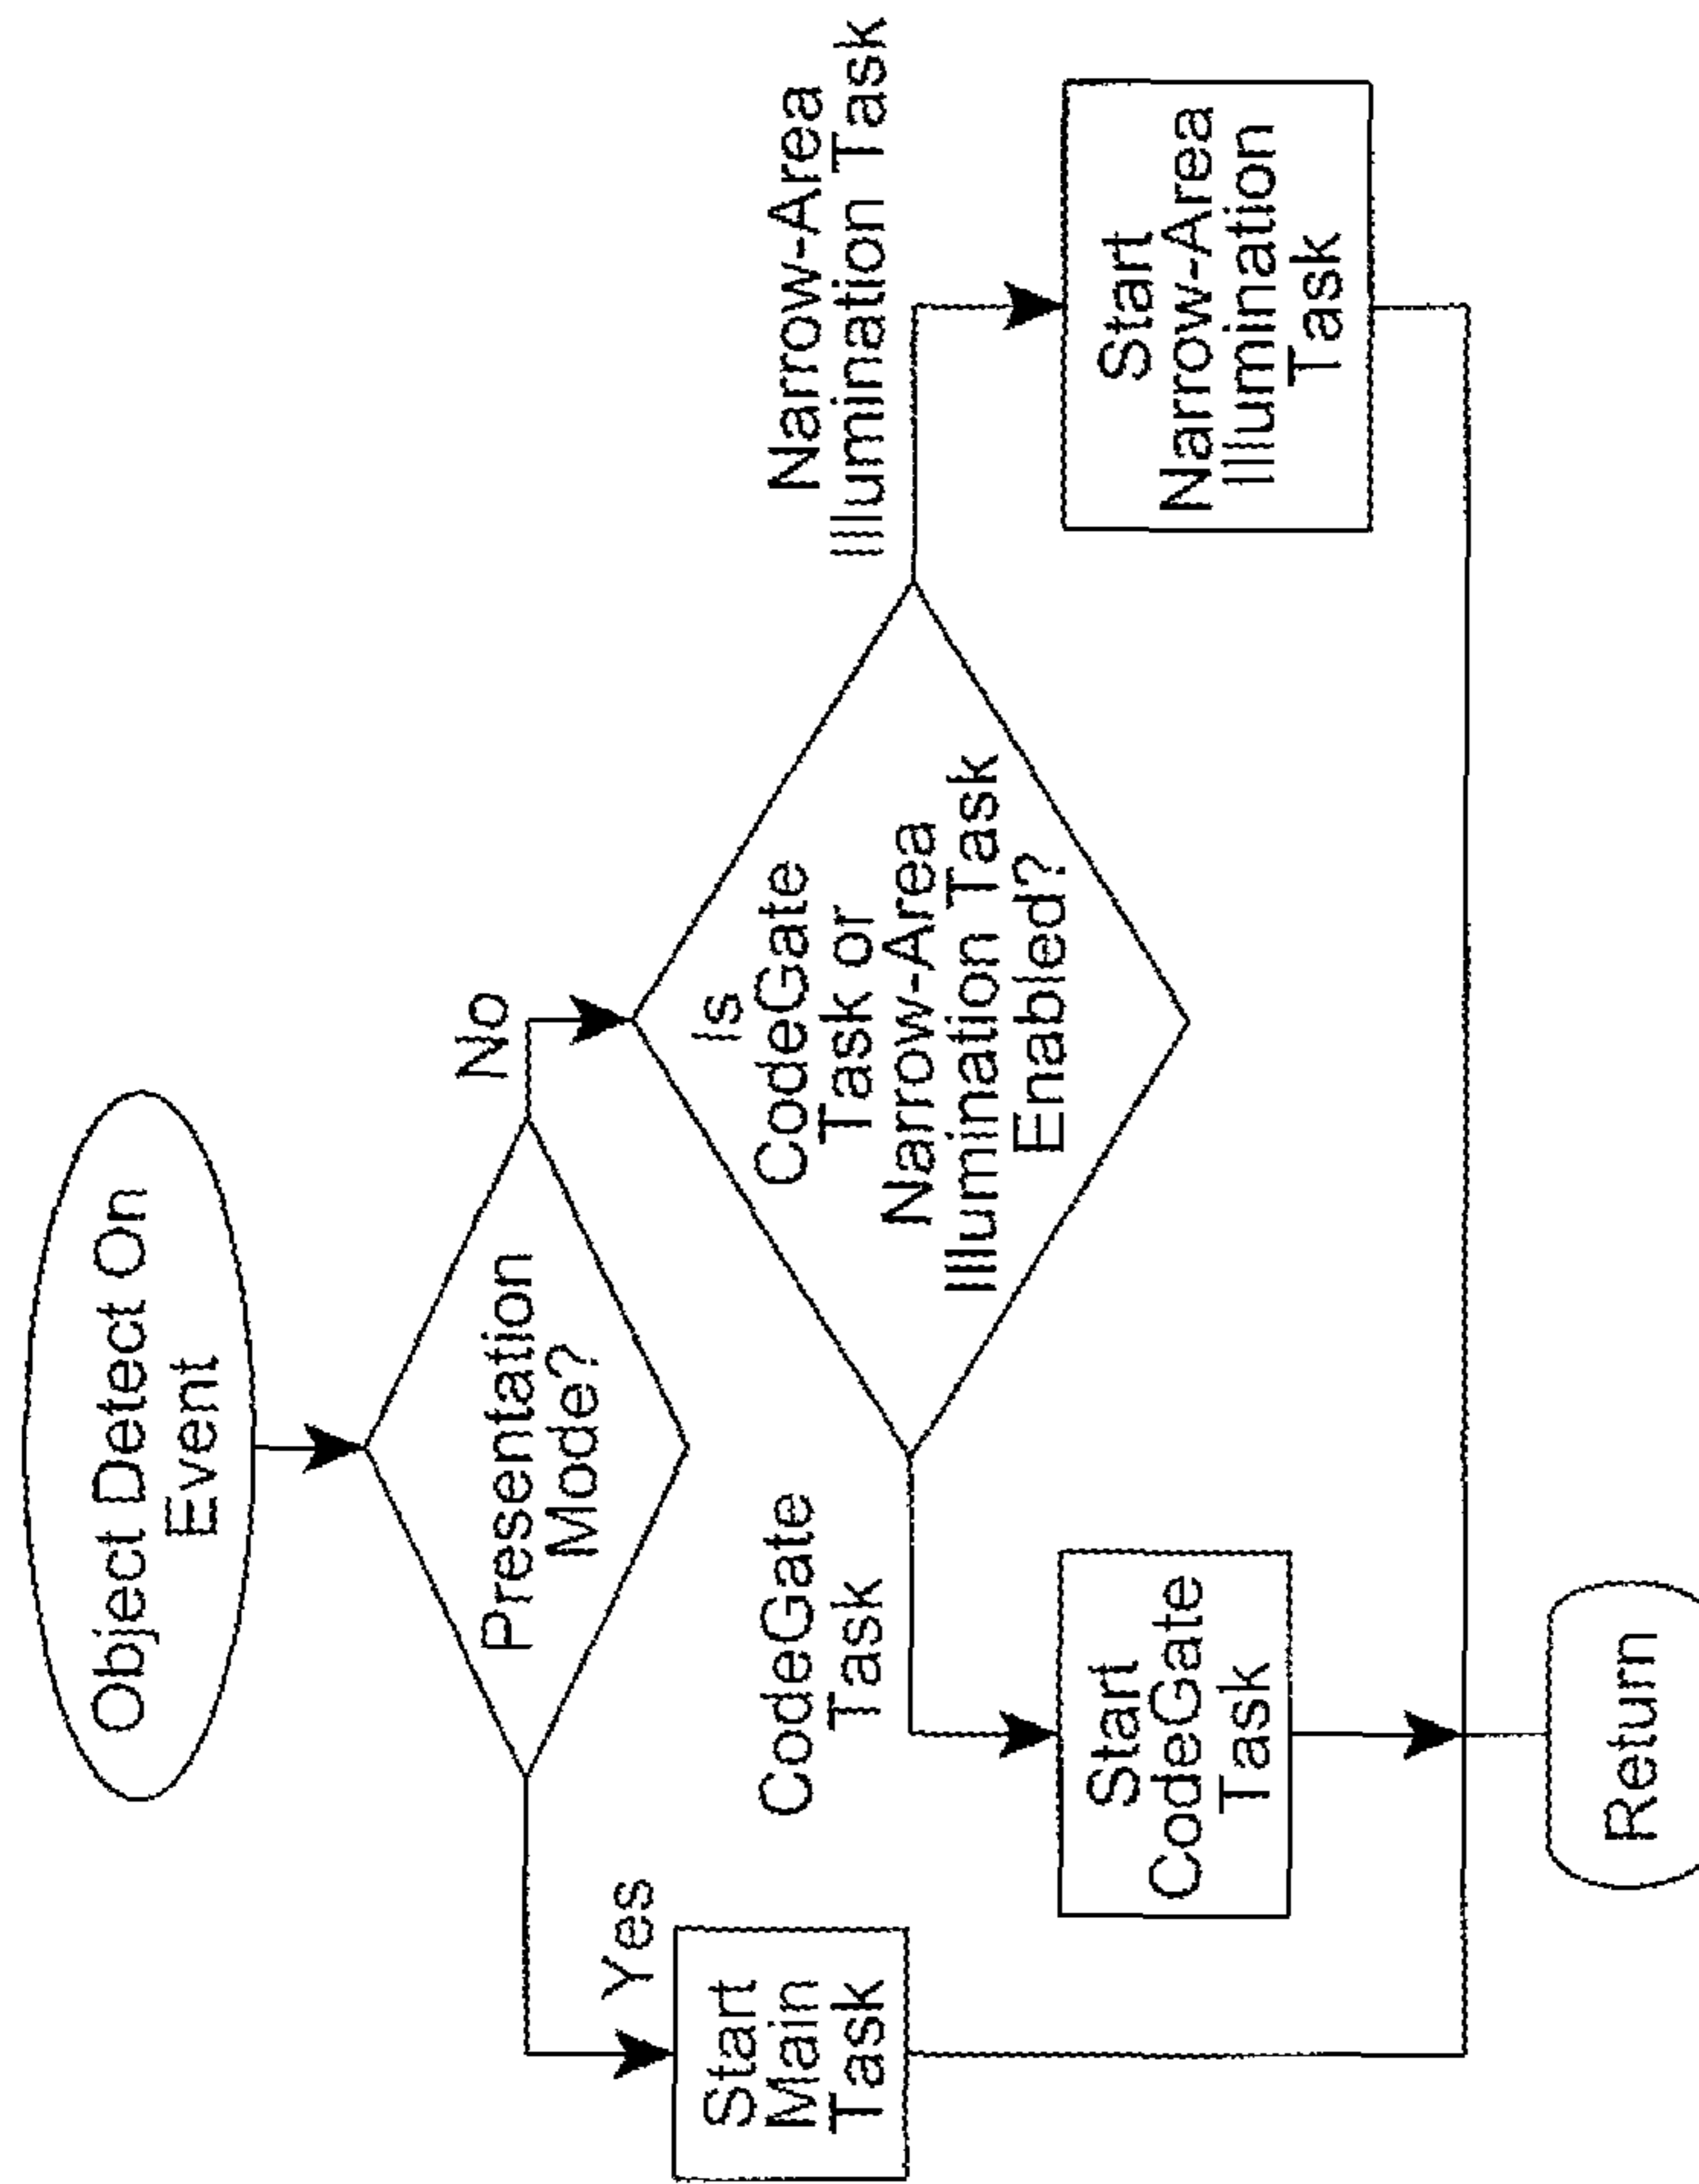 Object Detect On
Event
Presentation
Mode?
Yes
No
Start
Main
Task
Is
CodeGate
Task or
Narrow-Area
Illumination Task
Enabled?
CodeGate
Task
Narrow-Area
Illumination Task
Start
CodeGate
Task
Start
Narrow-Area
Illumination
Task
Return